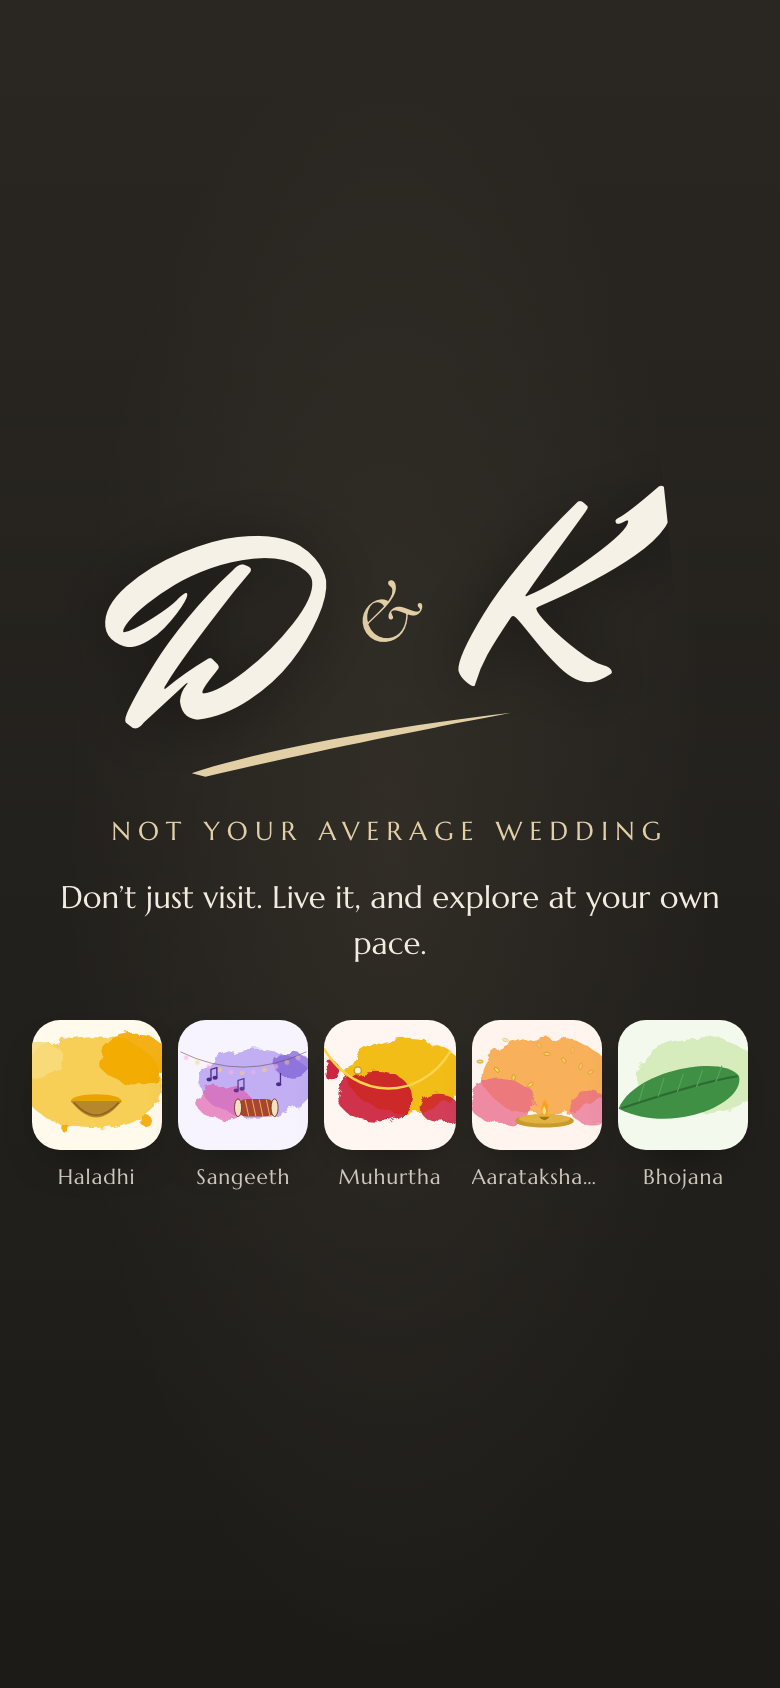 D & K
NOT YOUR AVERAGE WEDDING
Don’t just visit. Live it, and explore at your own
pace.
Haladhi
Sangeeth
Muhurtha
Aarataksha...
Bhojana